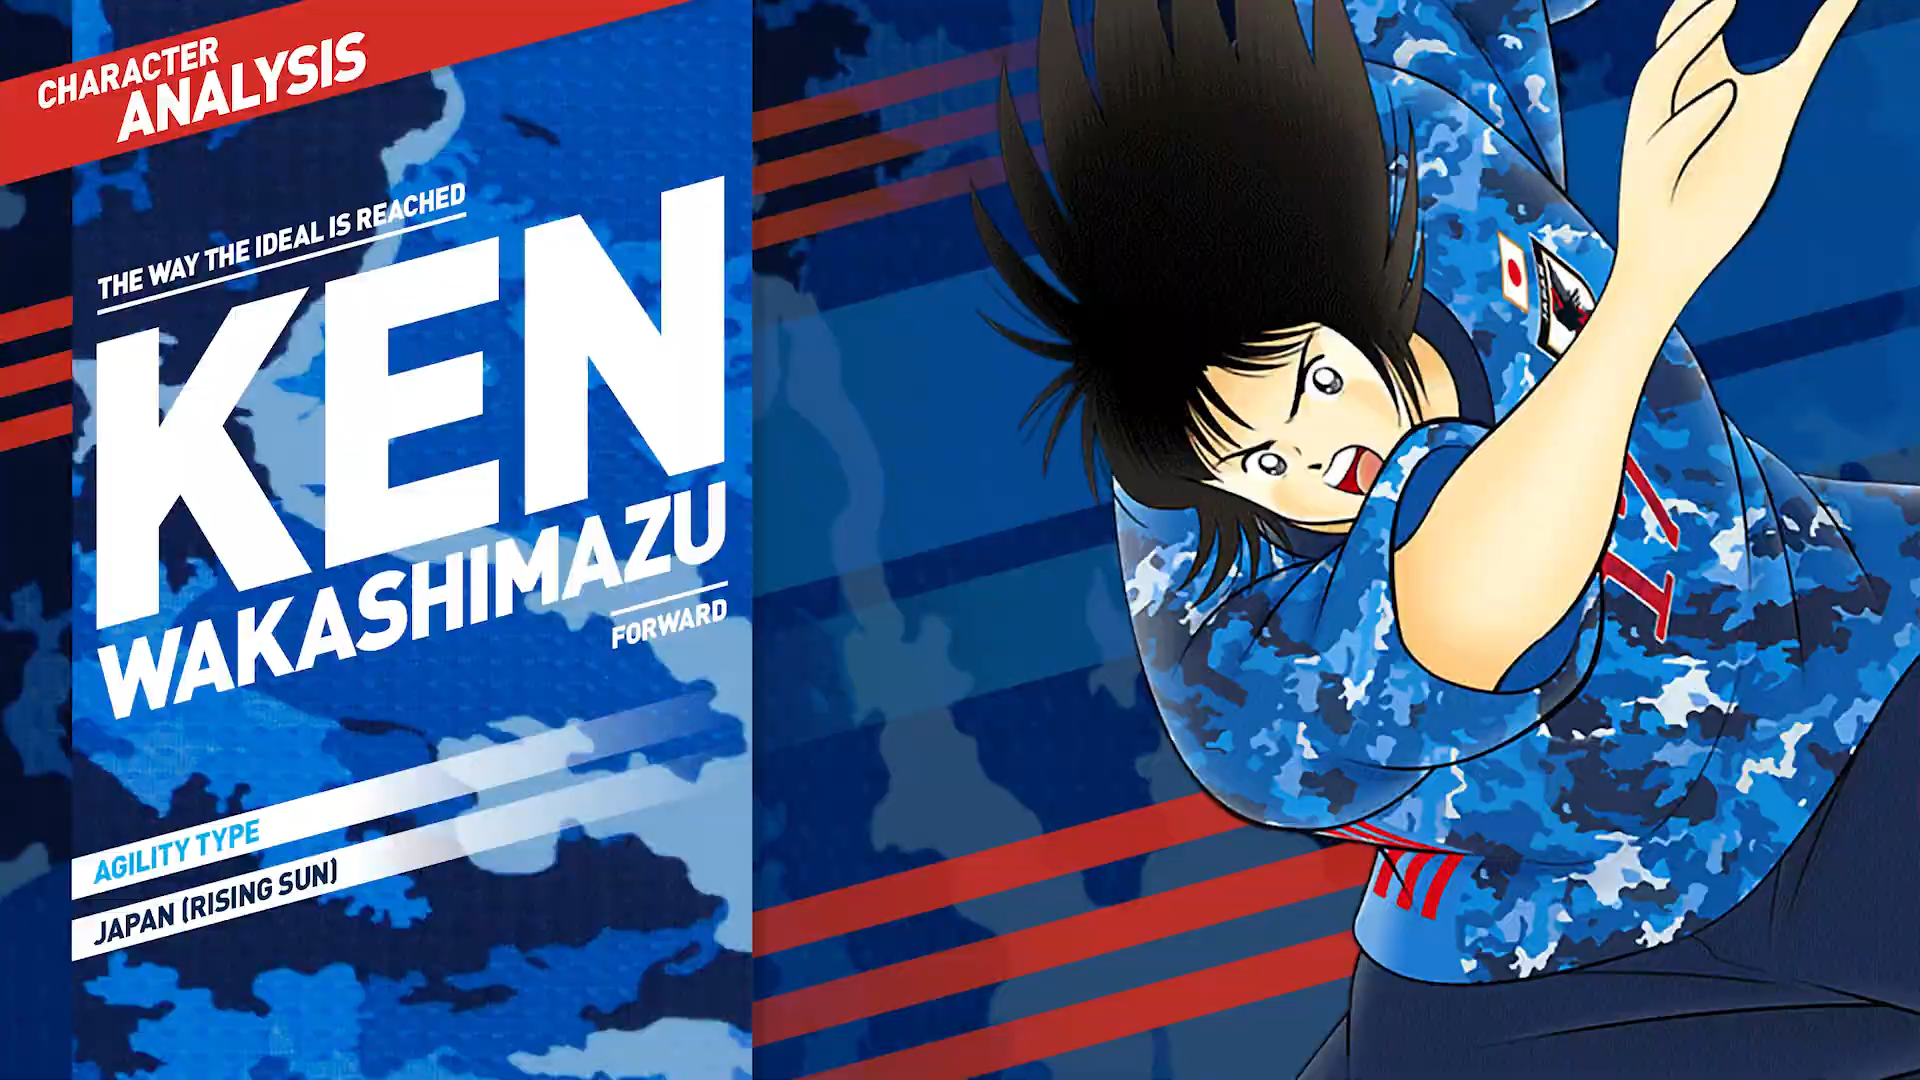 CHARACTER
ANALYSIS
THE WAY THE IDEAL IS REACHED
KEN
WAKASHIMAZU
FORWARD
AGILITY TYPE
JAPAN (RISING SUN)